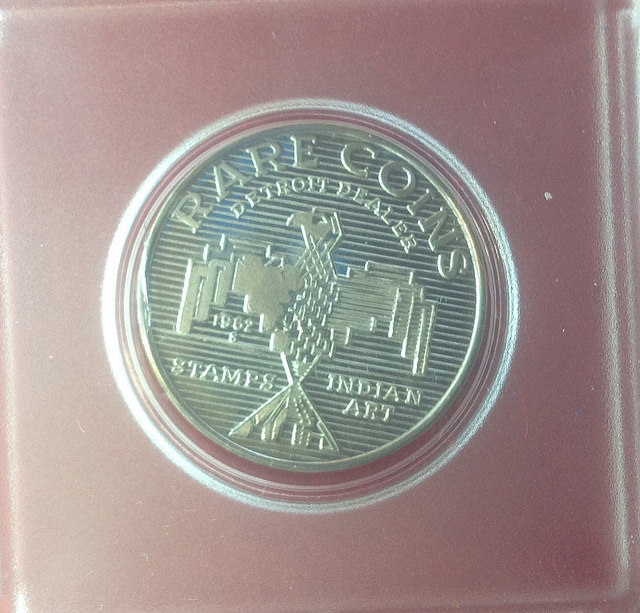 RARE COINS
DETROIT DEALER
1962
S
STAMPS
INDIAN
ART